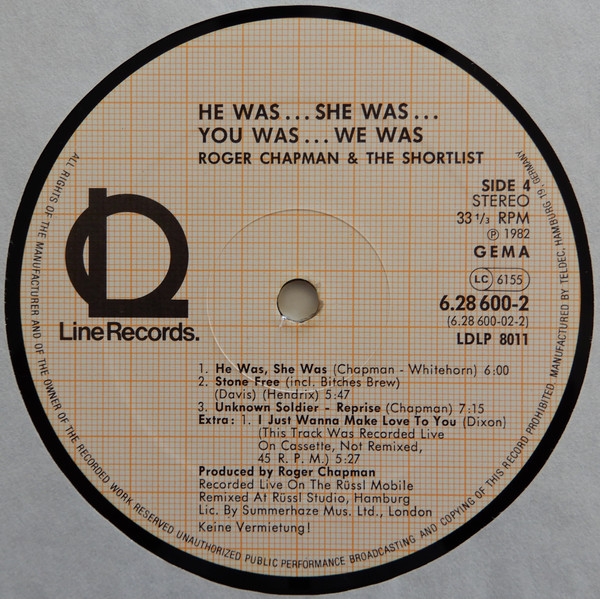 HE WAS...SHE WAS...
YOU WAS...WE WAS
ROGER CHAPMAN & THE SHORTLIST
SIDE 4
STEREO
33 1/3 RPM
Ⓟ 1982
GEMA
LC 6155
6.28 600-2
(6.28 600-02-2)
LDLP 8011
Line Records.
1. He Was, She Was (Chapman - Whitehorn) 6:00
2. Stone Free (incl. Bitches Brew)
(Davis) (Hendrix) 5:47
3. Unknown Soldier - Reprise (Chapman) 7:15
Extra: 1. I Just Wanna Make Love To You (Dixon)
(This Track Was Recorded Live
On Cassette, Not Remixed,
45 R. P. M.) 5:27
Produced by Roger Chapman
Recorded Live On The Rüssl Mobile
Remixed At Rüssl Studio, Hamburg
Lic. By Summerhaze Mus. Ltd., London
Keine Vermietung!
ALL RIGHTS OF THE MANUFACTURER AND OF THE OWNER OF THE RECORDED WORK RESERVED UNAUTHORIZED PUBLIC PERFORMANCE BROADCASTING AND COPYING OF THIS RECORD PROHIBITED MANUFACTURED BY TELDEC, HAMBURG 19, GERMANY